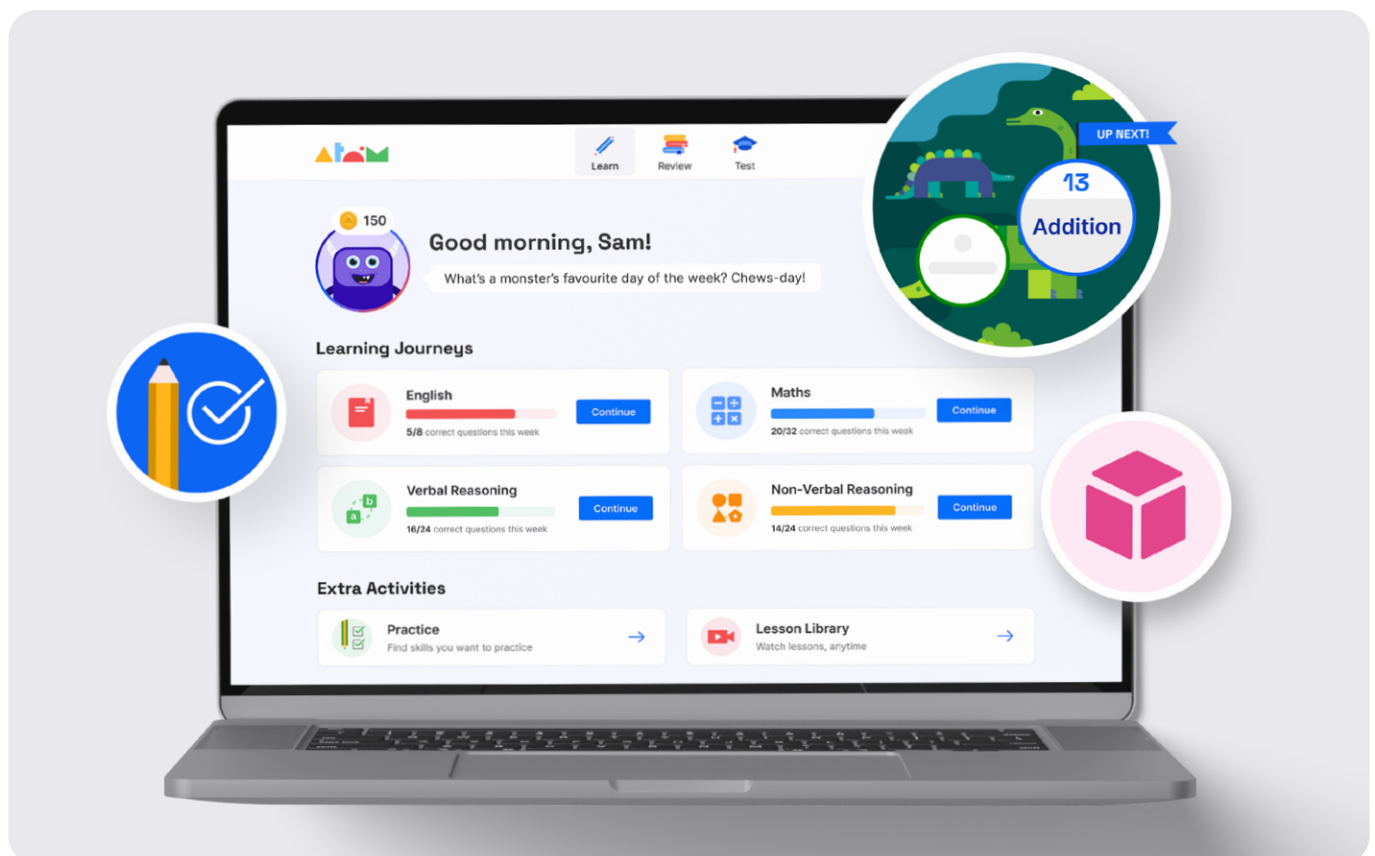 Atom
Learn
Review
Test
UP NEXT!
13
Addition
150
Good morning, Sam!
What's a monster's favourite day of the week? Chews-day!
Learning Journeys
English
Continue
5/8 correct questions this week
Maths
Continue
20/32 correct questions this week
Verbal Reasoning
Continue
16/24 correct questions this week
Non-Verbal Reasoning
Continue
14/24 correct questions this week
a
b
Extra Activities
Practice
Find skills you want to practice
Lesson Library
Watch lessons, anytime